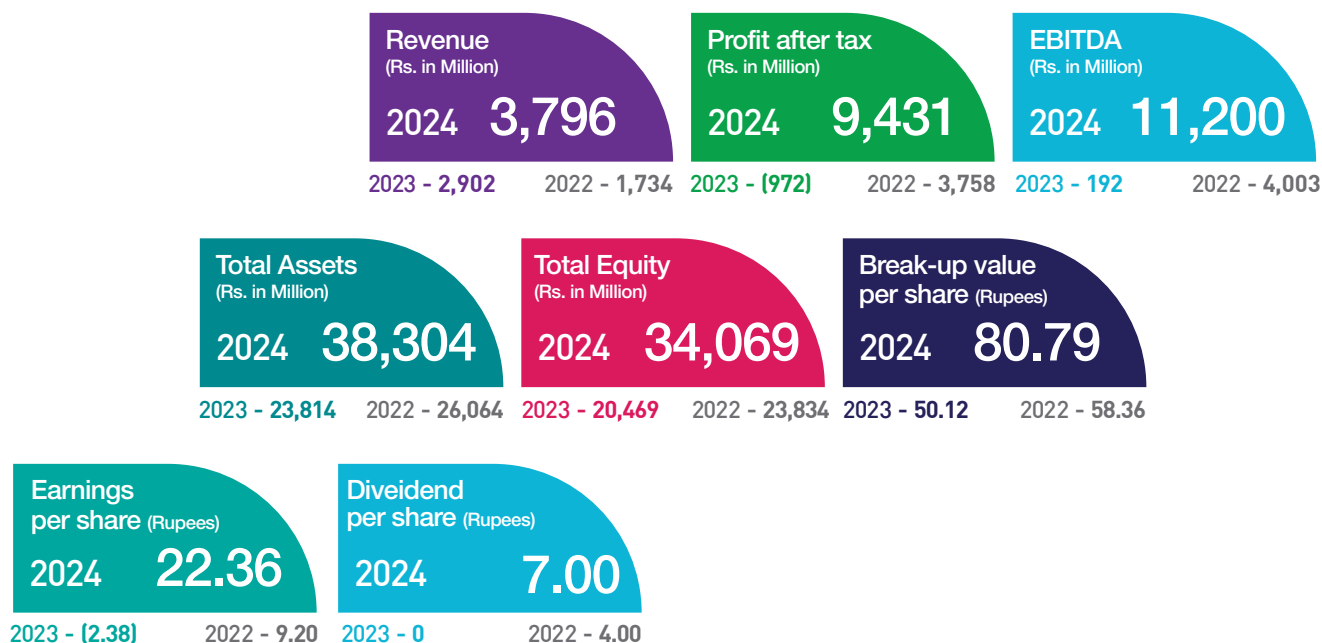 Revenue
(Rs. in Million)
2024 3,796
2023 - 2,902 2022 - 1,734
Profit after tax
(Rs. in Million)
2024 9,431
2023 - (972) 2022 - 3,758
EBITDA
(Rs. in Million)
2024 11,200
2023 - 192 2022 - 4,003
Total Assets
(Rs. in Million)
2024 38,304
2023 - 23,814 2022 - 26,064
Total Equity
(Rs. in Million)
2024 34,069
2023 - 20,469 2022 - 23,834
Break-up value
per share (Rupees)
2024 80.79
2023 - 50.12 2022 - 58.36
Earnings
per share (Rupees)
2024 22.36
2023 - (2.38) 2022 - 9.20
Diveidend
per share (Rupees)
2024 7.00
2023 - 0 2022 - 4.00